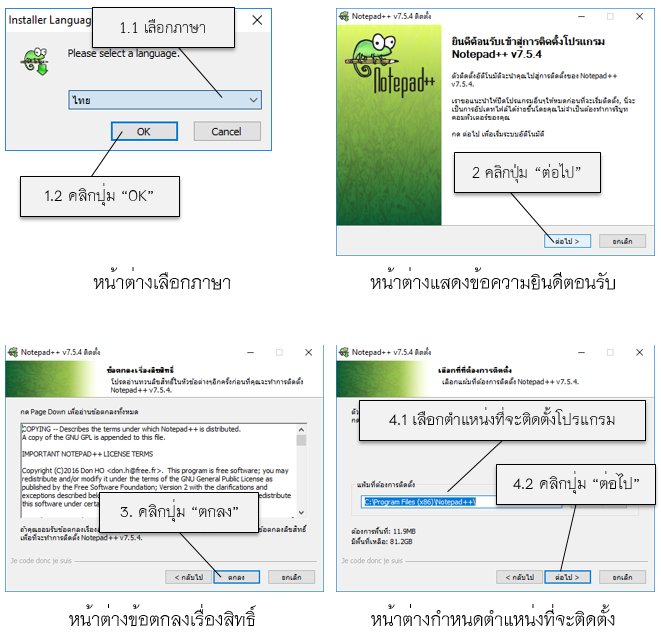 Installer Languag
1.1 เลือกภาษา
Please select a language.
ไทย
OK
Cancel
1.2 คลิกปุ่ม “OK”
หน้าต่างเลือกภาษา
Notepad++ v7.5.4 ติดตั้ง
Notepad++
ยินดีต้อนรับเข้าสู่การติดตั้งโปรแกรม
Notepad++ v7.5.4
ตัวติดตั้งอัตโนมัติจะนำคุณไปสู่การติดตั้งของ Notepad++
v7.5.4.
เราขอแนะนำให้ปิดโปรแกรมอื่นๆให้หมดก่อนที่จะเริ่มติดตั้ง, นี่จะ
เป็นการอัปเดทไฟล์ได้ง่ายขึ้นโดยคุณไม่จำเป็นต้องทำการรีบูท
คอมพิวเตอร์ของคุณ
กด ต่อไป เพื่อเริ่มระบบอัตโนมัติ
2 คลิกปุ่ม “ต่อไป”
ต่อไป >
ยกเลิก
หน้าต่างแสดงข้อความยินดีตอนรับ
Notepad++ v7.5.4 ติดตั้ง
ข้อตกลงเรื่องลิขสิทธิ์
โปรดอ่านทวนลิขสิทธิ์ในหัวข้อต่างๆอีกครั้งก่อนที่คุณจะทำการติดตั้ง
Notepad++ v7.5.4.
กด Page Down เพื่ออ่านข้อตกลงทั้งหมด
COPYING -- Describes the terms under which Notepad++ is distributed.
A copy of the GNU GPL is appended to this file.
IMPORTANT NOTEPAD++ LICENSE TERMS
Copyright (C)2016 Don HO <don.h@free.fr>. This program is free software; you may
redistribute and/or modify it under the terms of the GNU General Public License as
published by the Free Software Foundation; Version 2 with the clarifications and
exceptions described bel
edistribute
this software under certa
3. คลิกปุ่ม “ตกลง”
ถ้าคุณยอมรับข้อตกลงเรื่อง
ข้อตกลงลิขสิทธิ์
เพื่อที่จะทำการติดตั้ง Notepad++ v7.5.4.
Je code donc je suis
< กลับไป
ตกลง
ยกเลิก
หน้าต่างข้อตกลงเรื่องสิทธิ์
Notepad++ v7.5.4 ติดตั้ง
เลือกที่ที่ต้องการติดตั้ง
เลือกแฟ้มที่ต้องการติดตั้ง Notepad++ v7.5.4.
4.1 เลือกตำแหน่งที่จะติดตั้งโปรแกรม
แฟ้มที่ต้องการติดตั้ง
C:\Program Files (x86)\Notepad++\
4.2 คลิกปุ่ม “ต่อไป”
ต้องการพื้นที่: 11.9MB
มีพื้นที่เหลือ: 81.2GB
Je code donc je suis
< กลับไป
ต่อไป >
ยกเลิก
หน้าต่างกำหนดตำแหน่งที่จะติดตั้ง